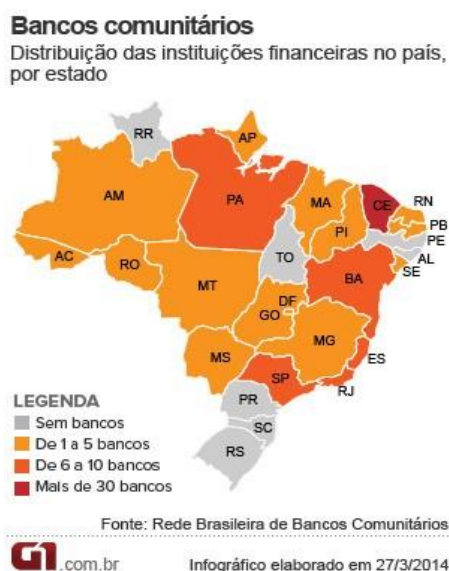 Bancos comunitários
Distribuição das instituições financeiras no país,
por estado
RR
AP
AM
PA
MA
CE
RN
PB
PE
AL
SE
PI
AC
RO
TO
MT
BA
DF
GO
MG
MS
ES
SP
RJ
PR
SC
RS
LEGENDA
Sem bancos
De 1 a 5 bancos
De 6 a 10 bancos
Mais de 30 bancos
Fonte: Rede Brasileira de Bancos Comunitários
G1.com.br
Infográfico elaborado em 27/3/2014